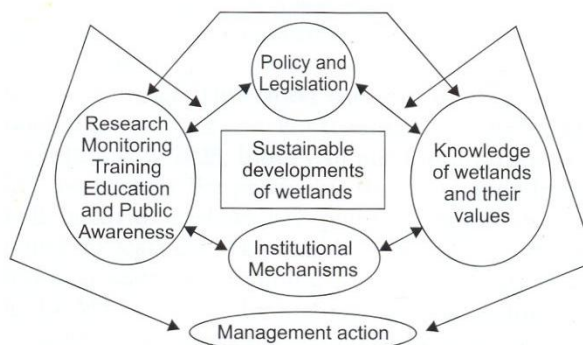 Policy and
Legislation
Research
Monitoring
Training
Education
and Public
Awareness
Sustainable
developments
of wetlands
Knowledge
of wetlands
and their
values
Institutional
Mechanisms
Management action